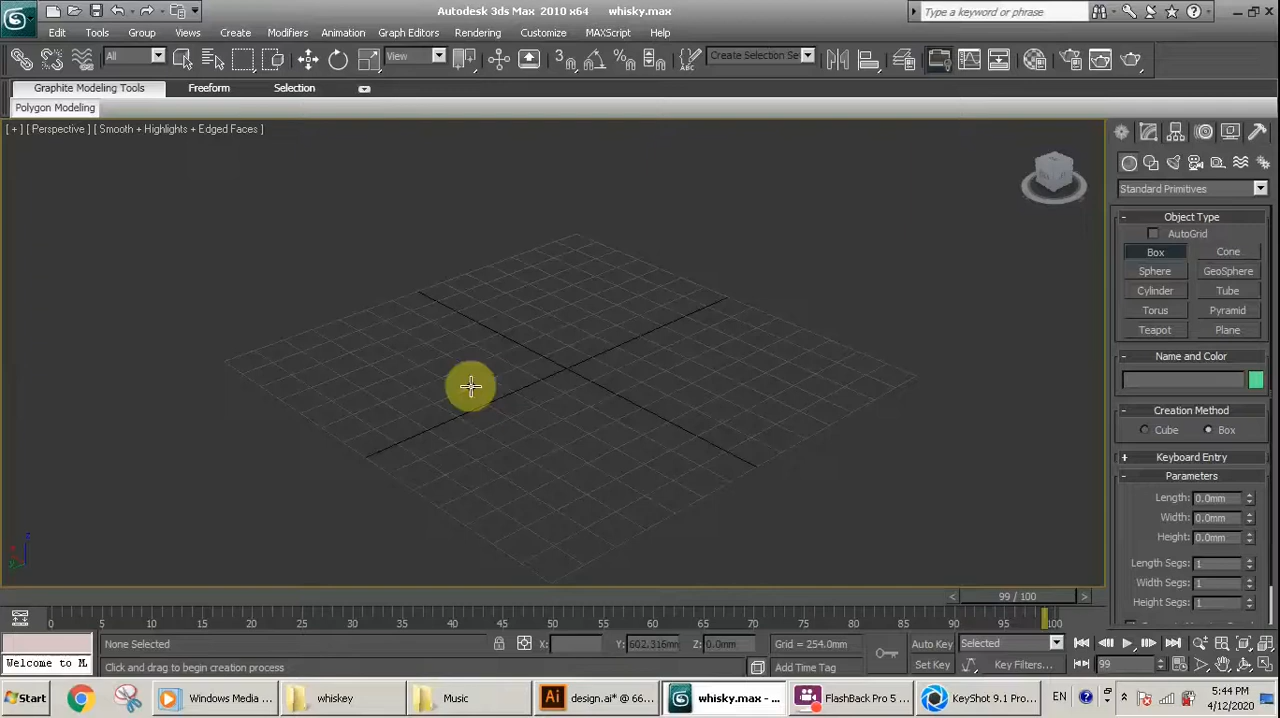 Autodesk 3ds Max 2010 x64 whisky.max
Type a keyword or phrase
Edit Tools Group Views Create Modifiers Animation Graph Editors Rendering Customize MAXScript Help
All View 3 Create Selection Se
Graphite Modeling Tools Freeform Selection
Polygon Modeling
[ + ] [ Perspective ] [ Smooth + Highlights + Edged Faces ]
Standard Primitives
Object Type
AutoGrid
Box Cone
Sphere GeoSphere
Cylinder Tube
Torus Pyramid
Teapot Plane
Name and Color
Creation Method
Cube Box
Keyboard Entry
Parameters
Length: 0.0mm
Width: 0.0mm
Height: 0.0mm
Length Segs: 1
Width Segs: 1
Height Segs: 1
< 99 / 100 >
0 5 10 15 20 25 30 35 40 45 50 55 60 65 70 75 80 85 90 95 100
None Selected X: Y: 602.316mm Z: 0.0mm Grid = 254.0mm Auto Key Selected
Welcome to M Click and drag to begin creation process Add Time Tag Set Key Key Filters... 99
Start Windows Media ... whiskey Music Ai design.ai* @ 66... whisky.max - ... FlashBack Pro 5 ... KeyShot 9.1 Pro ... EN
5:44 PM
4/12/2020